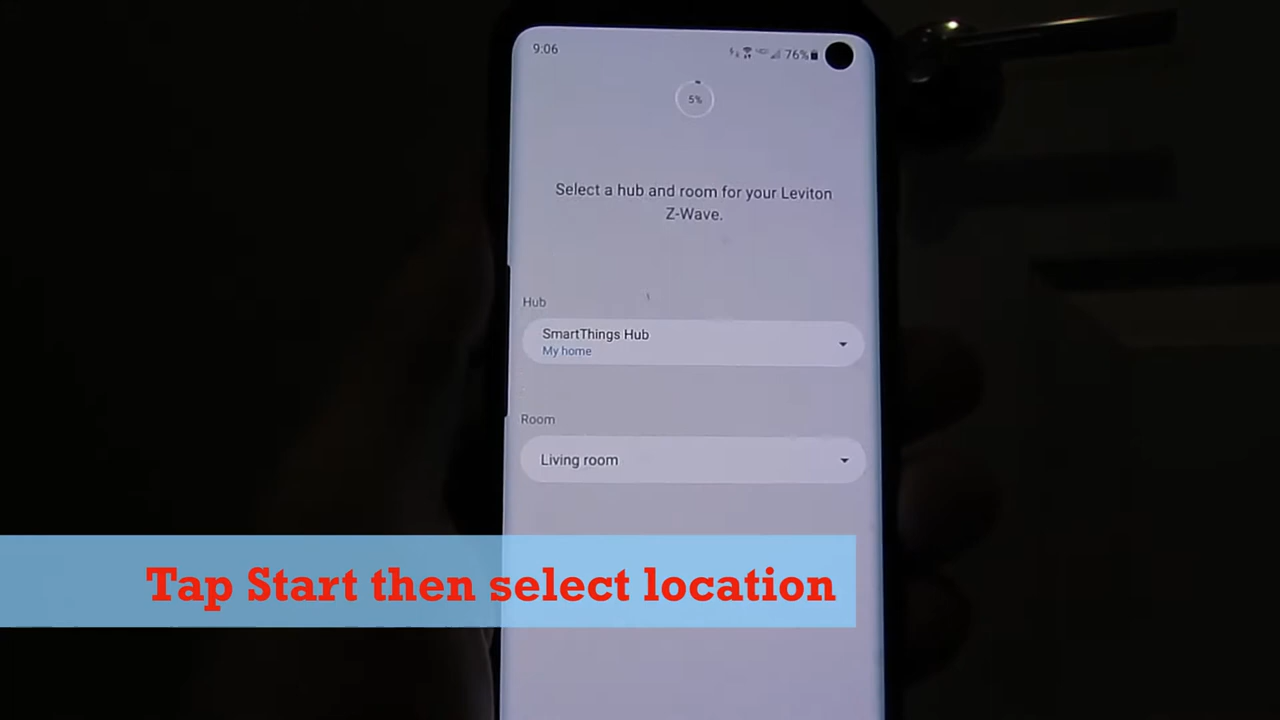 9:06
76%
5%
Select a hub and room for your Leviton
Z-Wave.
Hub
SmartThings Hub
My home
Room
Living room
Tap Start then select location